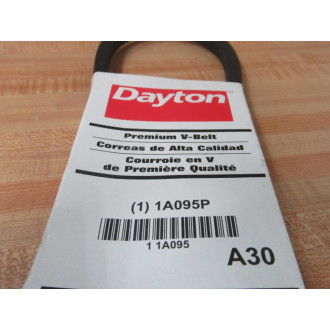 Dayton
Premium V-Belt
Correas de Alta Calidad
Courroie en V
de Première Qualité
(1) 1A095P
1 1A095
A30